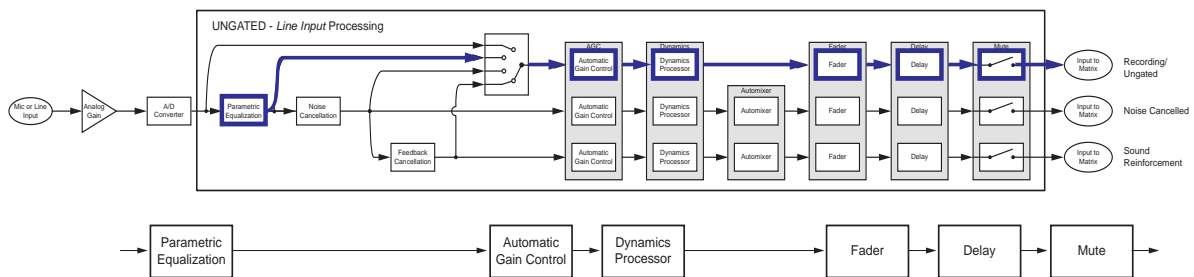 UNGATED - Line Input Processing
AGC
Dynamics
Fader
Delay
Mute
Automatic
Gain Control
Dynamics
Processor
Fader
Delay
Input to
Matrix
Recording/
Ungated
Mic or Line
Input
Analog
Gain
A/D
Converter
Parametric
Equalization
Noise
Cancellation
Automixer
Automatic
Gain Control
Dynamics
Processor
Automixer
Fader
Delay
Input to
Matrix
Noise Cancelled
Feedback
Cancellation
Automatic
Gain Control
Dynamics
Processor
Automixer
Fader
Delay
Input to
Matrix
Sound
Reinforcement
Parametric
Equalization
Automatic
Gain Control
Dynamics
Processor
Fader
Delay
Mute